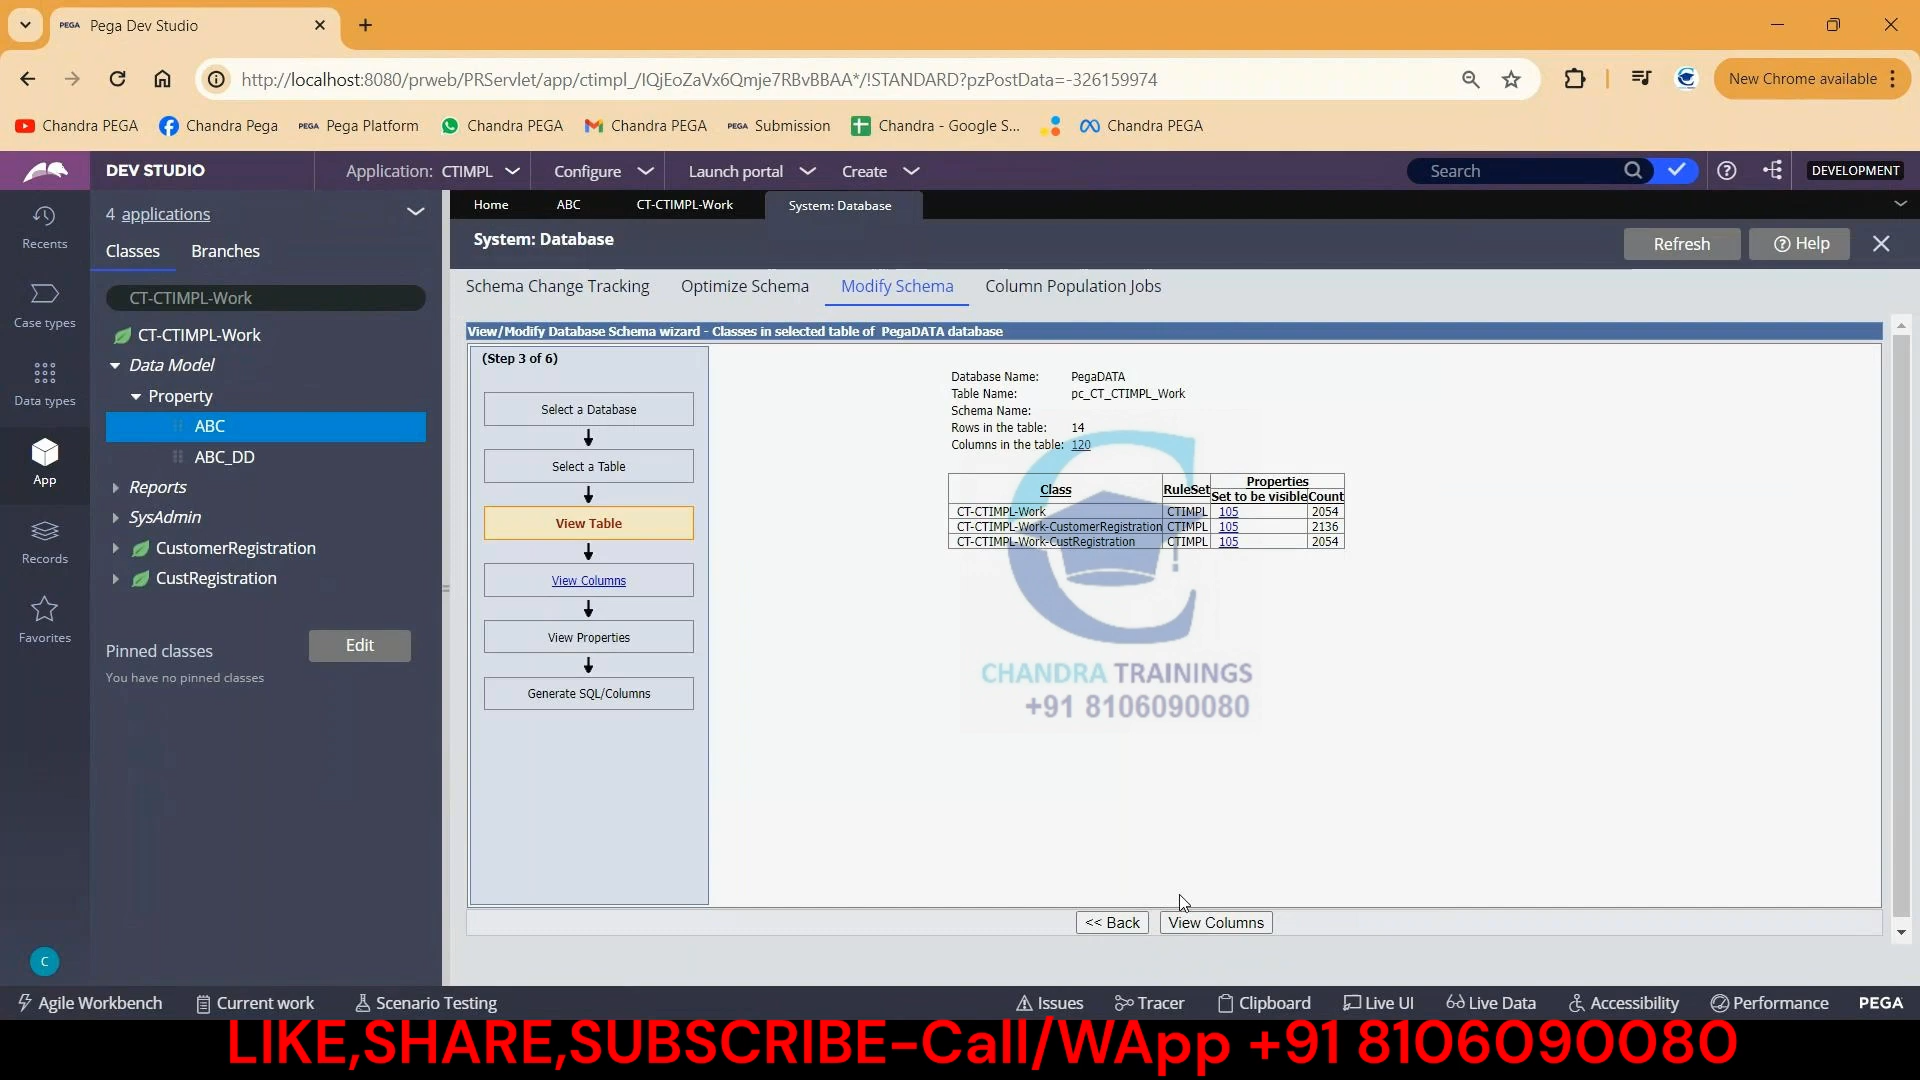 PEGA Pega Dev Studio
http://localhost:8080/prweb/PRServlet/app/ctimpl_/IQjEoZaVx6Qmje7RBvBBAA*/!STANDARD?pzPostData=-326159974
New Chrome available
Chandra PEGA
Chandra Pega
PEGA Pega Platform
Chandra PEGA
Chandra PEGA
PEGA Submission
Chandra - Google S...
Chandra PEGA
DEV STUDIO
Application: CTIMPL
Configure
Launch portal
Create
Search
DEVELOPMENT
Recents
Case types
Data types
App
Records
Favorites
C
4 applications
Classes
Branches
CT-CTIMPL-Work
CT-CTIMPL-Work
Data Model
Property
ABC
ABC_DD
Reports
SysAdmin
CustomerRegistration
CustRegistration
Pinned classes
Edit
You have no pinned classes
Home
ABC
CT-CTIMPL-Work
System: Database
System: Database
Refresh
Help
Schema Change Tracking
Optimize Schema
Modify Schema
Column Population Jobs
View/Modify Database Schema wizard - Classes in selected table of PegaDATA database
(Step 3 of 6)
Select a Database
Select a Table
View Table
View Columns
View Properties
Generate SQL/Columns
Database Name: PegaDATA
Table Name: pc_CT_CTIMPL_Work
Schema Name:
Rows in the table: 14
Columns in the table: 120
Class RuleSet Properties
Set to be visible Count
CT-CTIMPL-Work CTIMPL 105 2054
CT-CTIMPL-Work-CustomerRegistration CTIMPL 105 2136
CT-CTIMPL-Work-CustRegistration CTIMPL 105 2054
CHANDRA TRAININGS
+91 8106090080
<< Back
View Columns
Agile Workbench
Current work
Scenario Testing
Issues
Tracer
Clipboard
Live UI
Live Data
Accessibility
Performance
PEGA
LIKE,SHARE,SUBSCRIBE-Call/WApp +91 8106090080